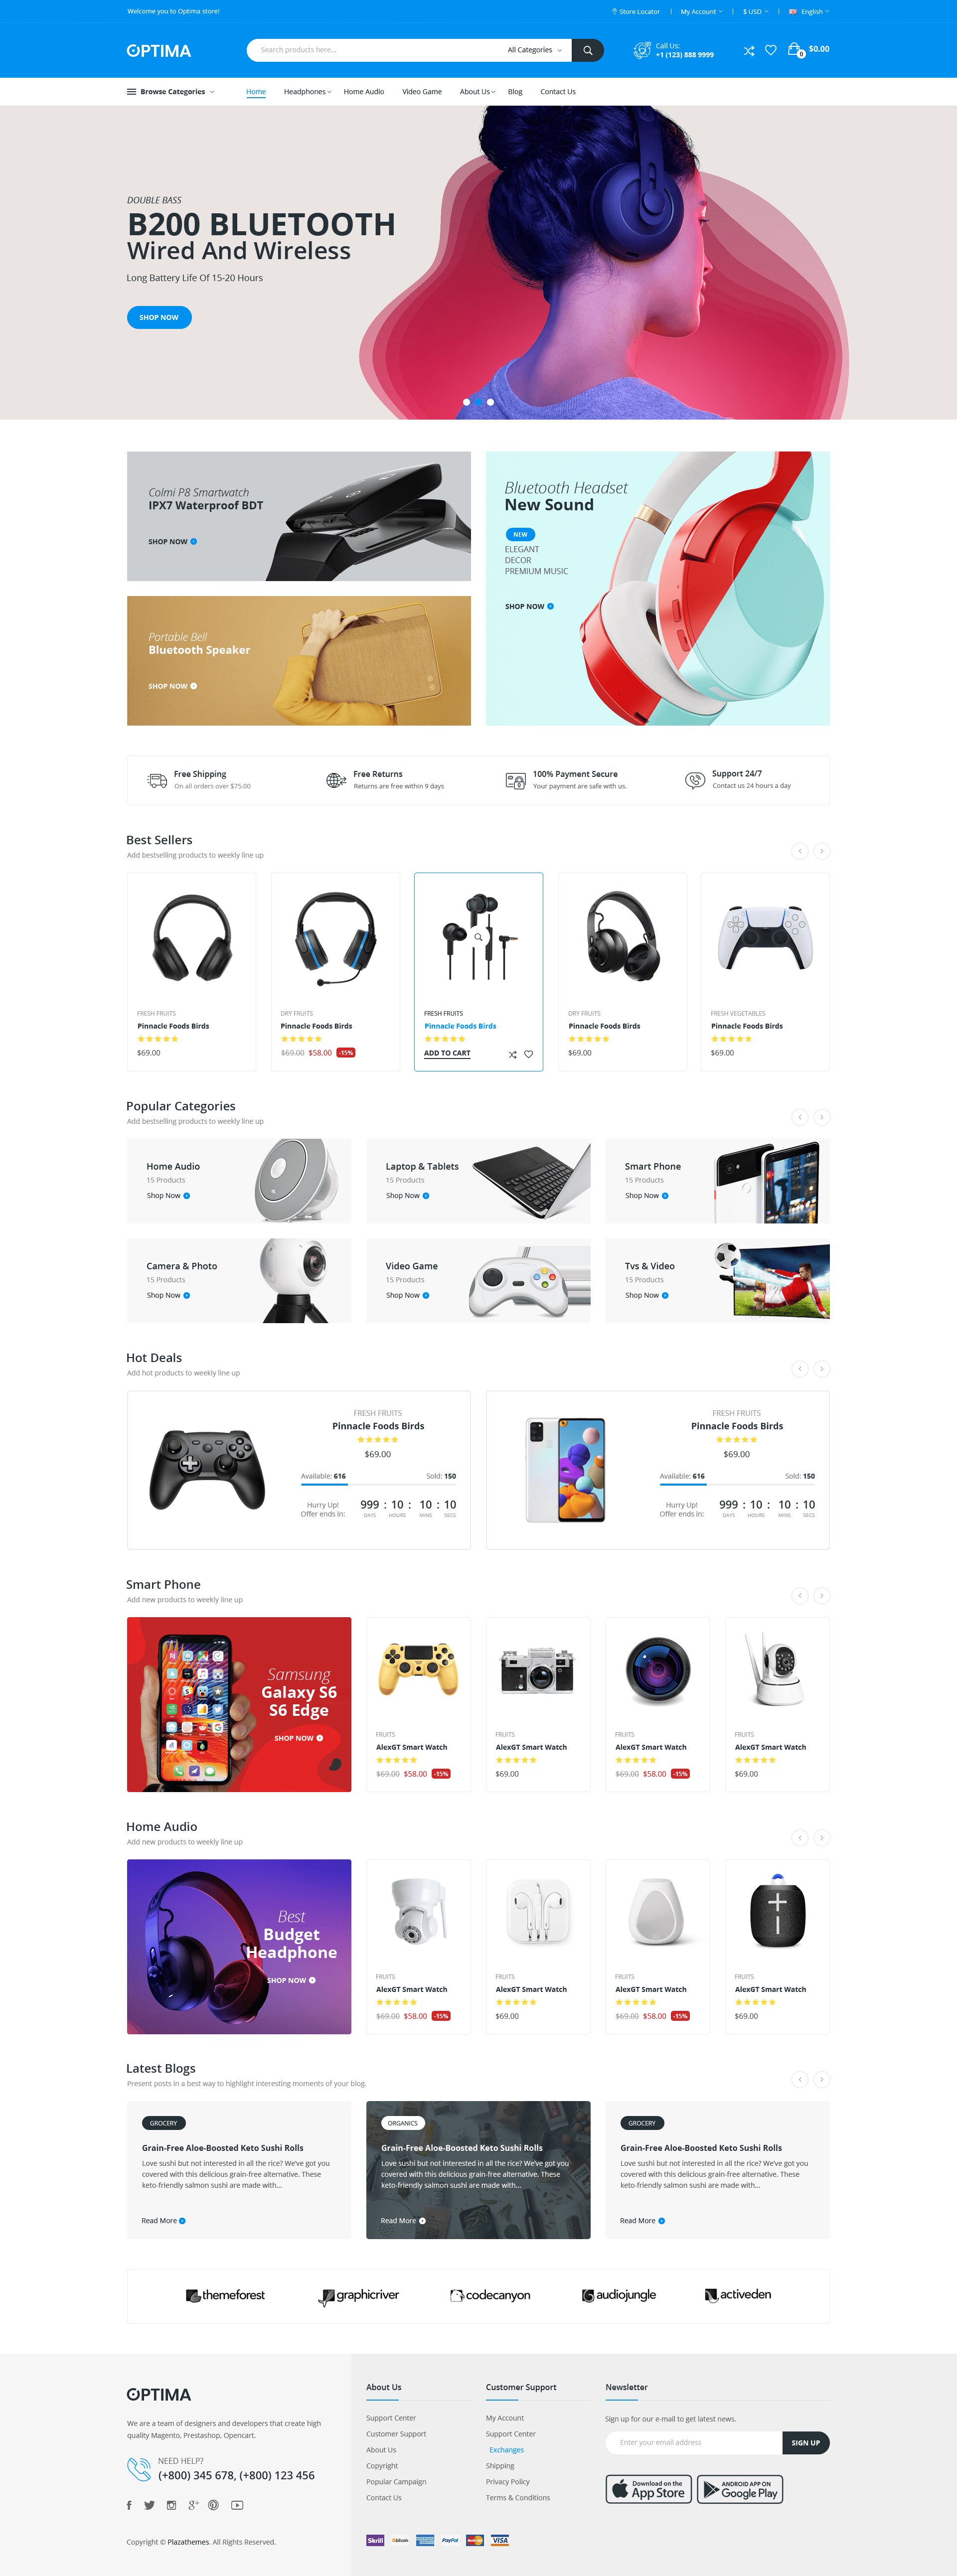 Welcome you to Optima store!
Store Locator
My Account
$ USD
English
OPTIMA
Search products here...
All Categories
Call Us:
+1 (123) 888 9999
0
$0.00
Browse Categories
Home
Headphones
Home Audio
Video Game
About Us
Blog
Contact Us
DOUBLE BASS
B200 BLUETOOTH
Wired And Wireless
Long Battery Life Of 15-20 Hours
SHOP NOW
Colmi P8 Smartwatch
IPX7 Waterproof BDT
SHOP NOW
Portable Bell
Bluetooth Speaker
SHOP NOW
Bluetooth Headset
New Sound
NEW
ELEGANT
DECOR
PREMIUM MUSIC
SHOP NOW
Free Shipping
On all orders over $75.00
Free Returns
Returns are free within 9 days
100% Payment Secure
Your payment are safe with us.
Support 24/7
Contact us 24 hours a day
Best Sellers
Add bestselling products to weekly line up
FRESH FRUITS
Pinnacle Foods Birds
$69.00
DRY FRUITS
Pinnacle Foods Birds
$69.00 $58.00 -15%
FRESH FRUITS
Pinnacle Foods Birds
ADD TO CART
DRY FRUITS
Pinnacle Foods Birds
$69.00
FRESH VEGETABLES
Pinnacle Foods Birds
$69.00
Popular Categories
Add bestselling products to weekly line up
Home Audio
15 Products
Shop Now
Laptop & Tablets
15 Products
Shop Now
Smart Phone
15 Products
Shop Now
Camera & Photo
15 Products
Shop Now
Video Game
15 Products
Shop Now
Tvs & Video
15 Products
Shop Now
Hot Deals
Add hot products to weekly line up
FRESH FRUITS
Pinnacle Foods Birds
$69.00
Available: 616
Sold: 150
Hurry Up!
Offer ends in:
999 : 10 : 10 : 10
DAYS HOURS MINS SECS
FRESH FRUITS
Pinnacle Foods Birds
$69.00
Available: 616
Sold: 150
Hurry Up!
Offer ends in:
999 : 10 : 10 : 10
DAYS HOURS MINS SECS
Smart Phone
Add new products to weekly line up
Samsung
Galaxy S6
S6 Edge
SHOP NOW
FRUITS
AlexGT Smart Watch
$69.00 $58.00 -15%
FRUITS
AlexGT Smart Watch
$69.00
FRUITS
AlexGT Smart Watch
$69.00 $58.00 -15%
FRUITS
AlexGT Smart Watch
$69.00
Home Audio
Add new products to weekly line up
Best
Budget
Headphone
SHOP NOW
FRUITS
AlexGT Smart Watch
$69.00 $58.00 -15%
FRUITS
AlexGT Smart Watch
$69.00
FRUITS
AlexGT Smart Watch
$69.00 $58.00 -15%
FRUITS
AlexGT Smart Watch
$69.00
Latest Blogs
Present posts in a best way to highlight interesting moments of your blog.
GROCERY
Grain-Free Aloe-Boosted Keto Sushi Rolls
Love sushi but not interested in all the rice? We've got you
covered with this delicious grain-free alternative. These
keto-friendly salmon sushi are made with...
Read More
ORGANICS
Grain-Free Aloe-Boosted Keto Sushi Rolls
Love sushi but not interested in all the rice? We've got you
covered with this delicious grain-free alternative. These
keto-friendly salmon sushi are made with...
Read More
GROCERY
Grain-Free Aloe-Boosted Keto Sushi Rolls
Love sushi but not interested in all the rice? We've got you
covered with this delicious grain-free alternative. These
keto-friendly salmon sushi are made with...
Read More
themeforest
graphicriver
codecanyon
audiojungle
activeden
OPTIMA
We are a team of designers and developers that create high
quality Magento, Prestashop, Opencart.
NEED HELP?
(+800) 345 678, (+800) 123 456
Copyright © Plazathemes. All Rights Reserved.
About Us
Support Center
Customer Support
About Us
Copyright
Popular Campaign
Contact Us
Customer Support
My Account
Support Center
Exchanges
Shipping
Privacy Policy
Terms & Conditions
Newsletter
Sign up for our e-mail to get latest news.
Enter your email address
SIGN UP
Download on the
App Store
ANDROID APP ON
Google Play
Skrill
bitcoin
PayPal
MasterCard
VISA